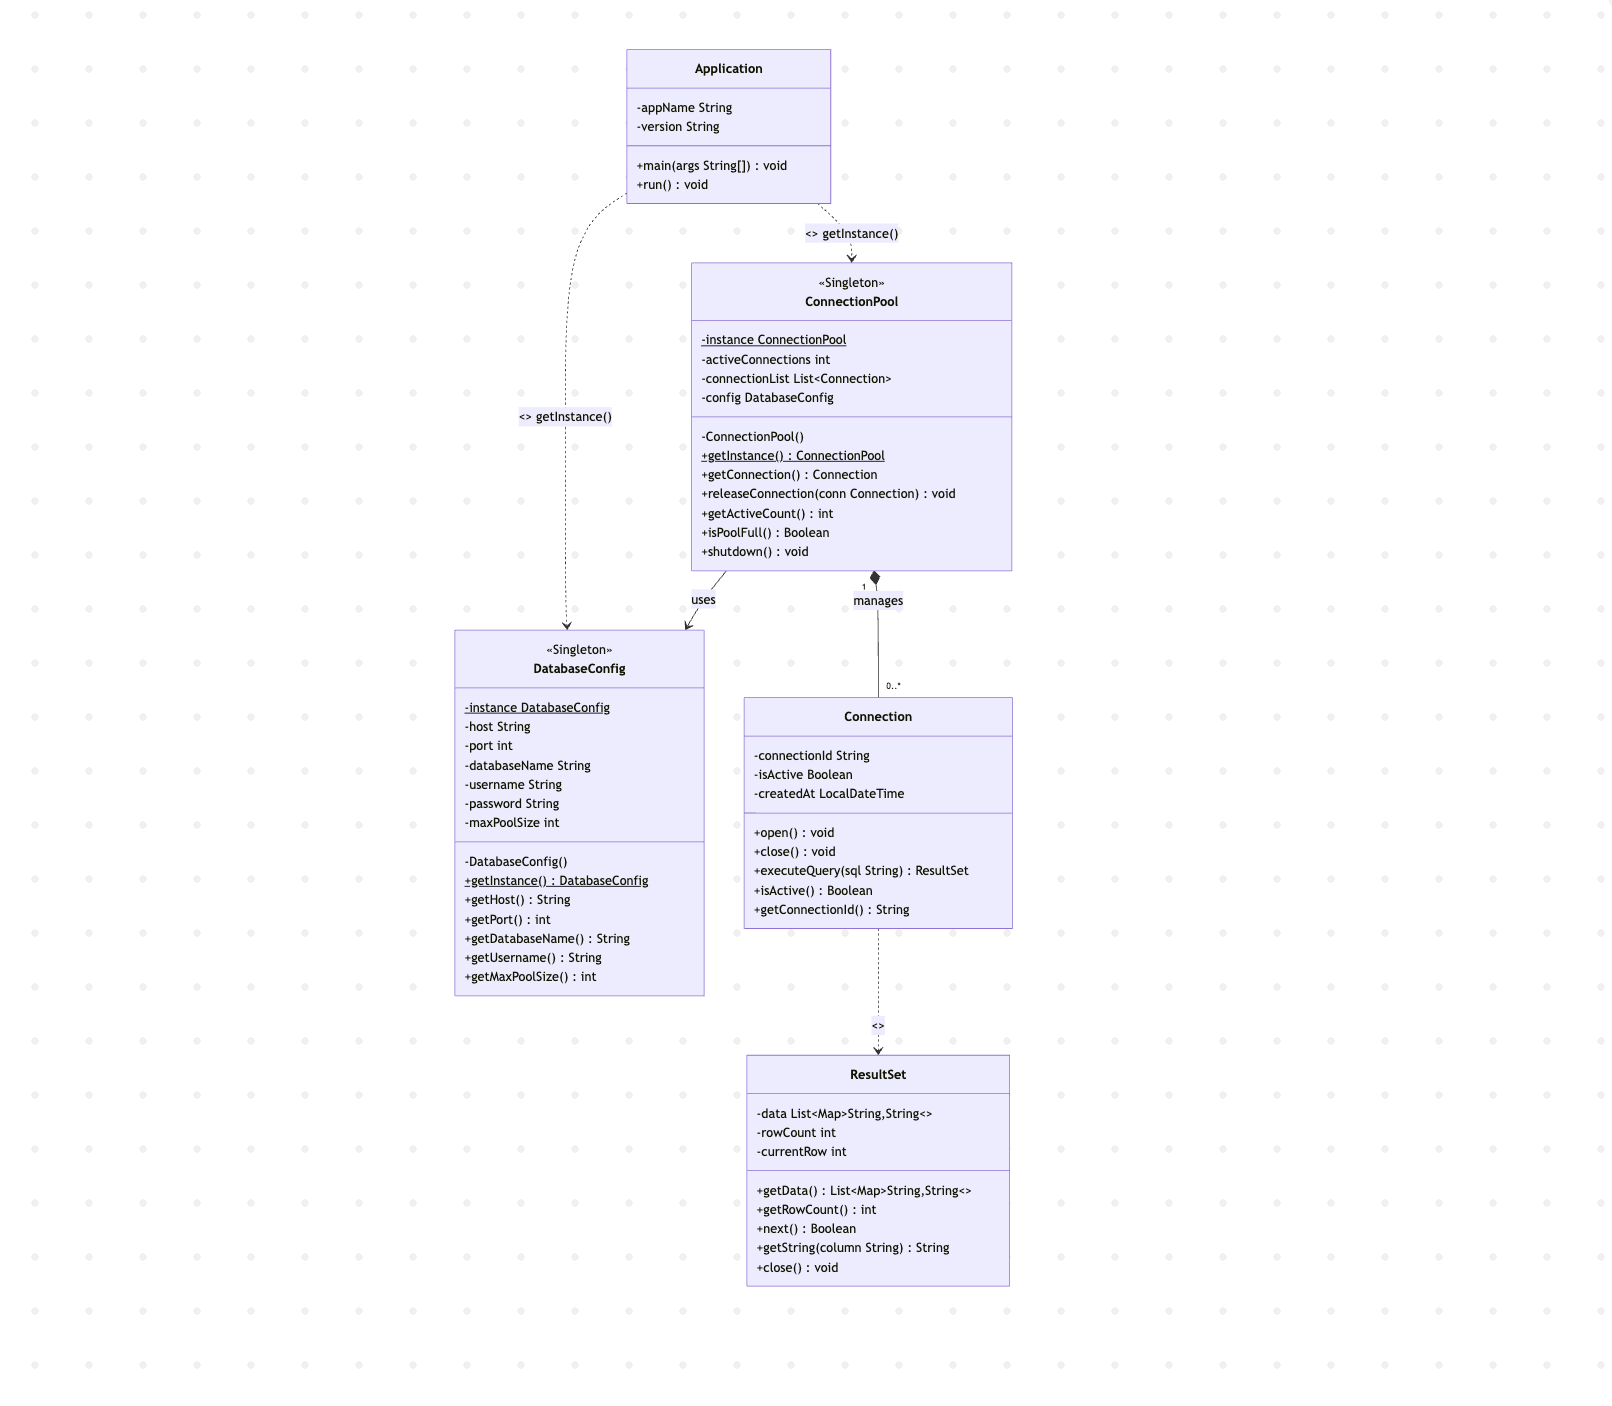 Application
-appName String
-version String
+main(args String[]) : void
+run() : void
<> getInstance()
<> getInstance()
«Singleton»
ConnectionPool
-instance ConnectionPool
-activeConnections int
-connectionList List<Connection>
-config DatabaseConfig
-ConnectionPool()
+getInstance() : ConnectionPool
+getConnection() : Connection
+releaseConnection(conn Connection) : void
+getActiveCount() : int
+isPoolFull() : Boolean
+shutdown() : void
uses
1
manages
0..*
«Singleton»
DatabaseConfig
-instance DatabaseConfig
-host String
-port int
-databaseName String
-username String
-password String
-maxPoolSize int
-DatabaseConfig()
+getInstance() : DatabaseConfig
+getHost() : String
+getPort() : int
+getDatabaseName() : String
+getUsername() : String
+getMaxPoolSize() : int
Connection
-connectionId String
-isActive Boolean
-createdAt LocalDateTime
+open() : void
+close() : void
+executeQuery(sql String) : ResultSet
+isActive() : Boolean
+getConnectionId() : String
<>
ResultSet
-data List<Map>String,String<>
-rowCount int
-currentRow int
+getData() : List<Map>String,String<>
+getRowCount() : int
+next() : Boolean
+getString(column String) : String
+close() : void